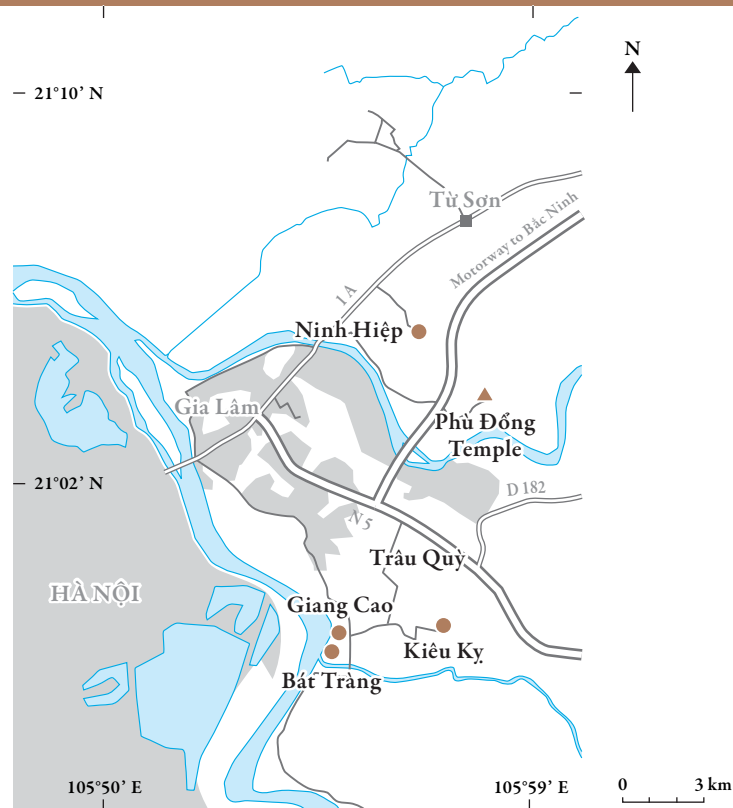 N
21°10’ N
Từ Sơn
Motorway to Bắc Ninh
1 A
Ninh Hiệp
Gia Lâm
Phù Đổng
Temple
21°02’ N
D 182
N 5
Trâu Quỳ
HÀ NỘI
Giang Cao
Kiêu Kỵ
Bát Tràng
105°50’ E
105°59’ E
0
3 km